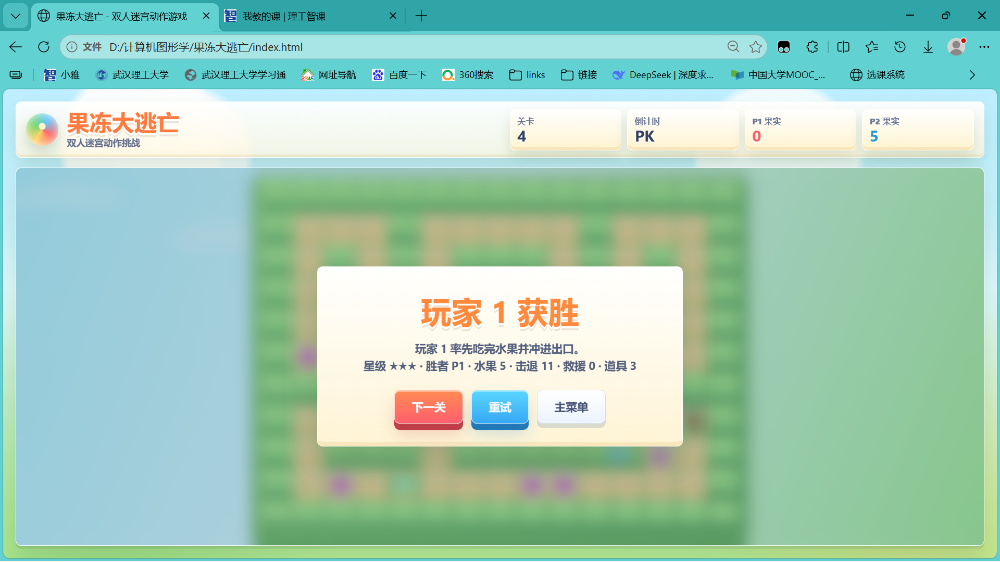 果冻大逃亡 - 双人迷宫动作游戏
我教的课 | 理工智课
文件 D:/计算机图形学/果冻大逃亡/index.html
智 小雅
武汉理工大学
武汉理工大学学习通
2345 网址导航
du 百度一下
360搜索
links
链接
DeepSeek | 深度求...
中国大学MOOC_...
选课系统
果冻大逃亡
双人迷宫动作挑战
关卡
4
倒计时
PK
P1 果实
0
P2 果实
5
玩家 1 获胜
玩家 1 率先吃完水果并冲进出口。
星级 ★★★ · 胜者 P1 · 水果 5 · 击退 11 · 救援 0 · 道具 3
下一关
重试
主菜单